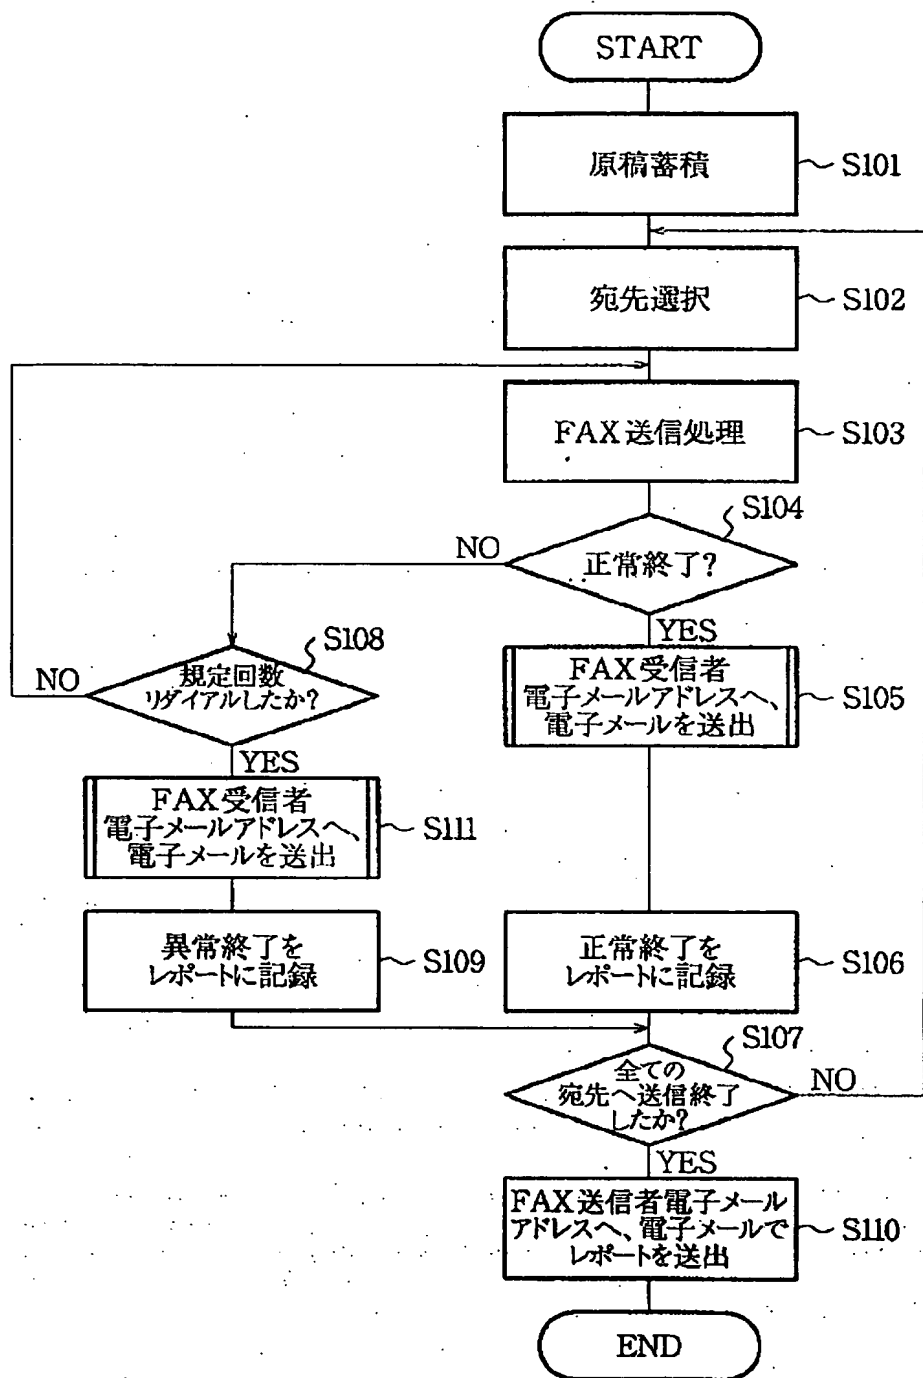 START
原稿蓄積
S101
宛先選択
S102
FAX送信処理
S103
S104
正常終了?
NO
YES
S108
規定回数
リダイアルしたか?
NO
YES
FAX受信者
電子メールアドレスへ、
電子メールを送出
S105
FAX受信者
電子メールアドレスへ、
電子メールを送出
S111
異常終了を
レポートに記録
S109
正常終了を
レポートに記録
S106
S107
全ての
宛先へ送信終了
したか?
NO
YES
FAX送信者電子メール
アドレスへ、電子メールで
レポートを送出
S110
END